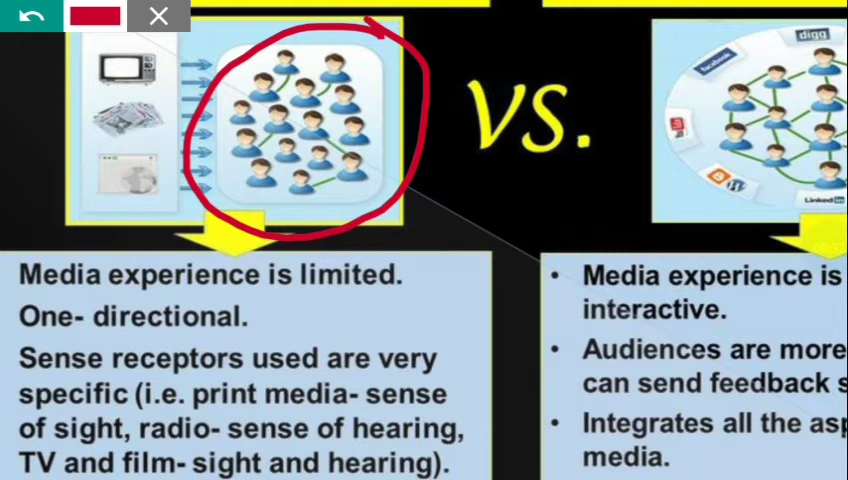 VS.
digg
facebook
Linked in
Media experience is limited.
One- directional.
Sense receptors used are very
specific (i.e. print media- sense
of sight, radio- sense of hearing,
TV and film- sight and hearing).
• Media experience is
interactive.
• Audiences are more
can send feedback s
• Integrates all the asp
media.